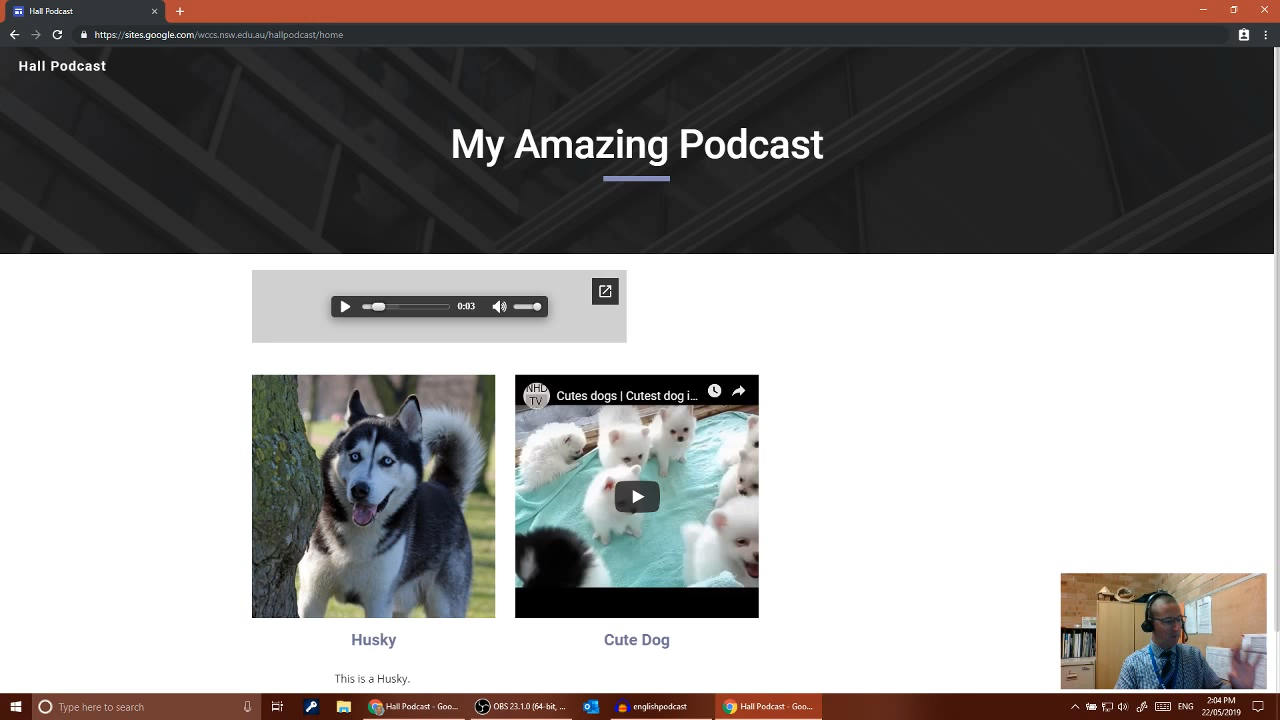 Hall Podcast
https://sites.google.com/wccs.nsw.edu.au/hallpodcast/home
Hall Podcast
My Amazing Podcast
0:03
NHL
TV
Cutes dogs | Cutest dog i...
Husky
Cute Dog
This is a Husky.
Type here to search
Hall Podcast - Goo...
OBS 23.1.0 (64-bit, ...
englishpodcast
Hall Podcast - Goo...
ENG
2:04 PM
22/05/2019